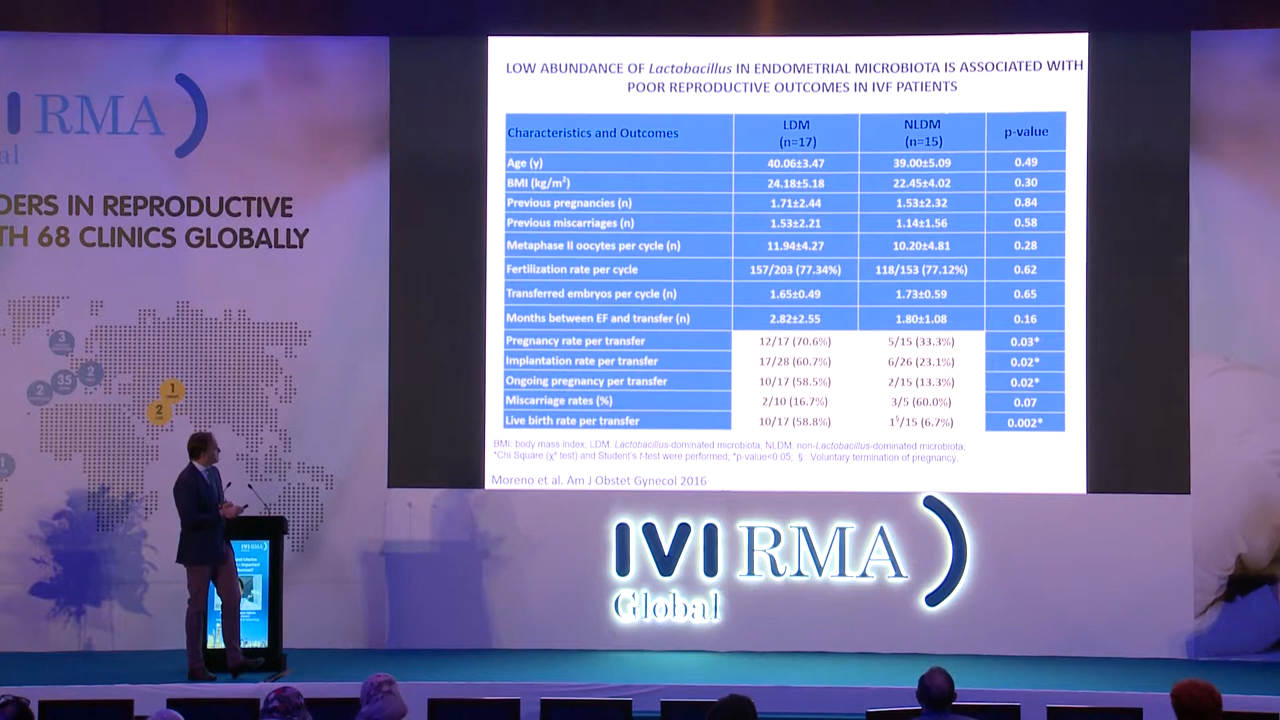 I RMA
al
DERS IN REPRODUCTIVE
TH 68 CLINICS GLOBALLY
3
2
35
2
1
2
1
LOW ABUNDANCE OF Lactobacillus IN ENDOMETRIAL MICROBIOTA IS ASSOCIATED WITH
POOR REPRODUCTIVE OUTCOMES IN IVF PATIENTS
Characteristics and Outcomes LDM (n=17) NLDM (n=15) p-value
Age (y) 40.06±3.47 39.00±5.09 0.49
BMI (kg/m²) 24.18±5.18 22.45±4.02 0.30
Previous pregnancies (n) 1.71±2.44 1.53±2.32 0.84
Previous miscarriages (n) 1.53±2.21 1.14±1.56 0.58
Metaphase II oocytes per cycle (n) 11.94±4.27 10.20±4.81 0.28
Fertilization rate per cycle 157/203 (77.34%) 118/153 (77.12%) 0.62
Transferred embryos per cycle (n) 1.65±0.49 1.73±0.59 0.65
Months between EF and transfer (n) 2.82±2.55 1.80±1.08 0.16
Pregnancy rate per transfer 12/17 (70.6%) 5/15 (33.3%) 0.03*
Implantation rate per transfer 17/28 (60.7%) 6/26 (23.1%) 0.02*
Ongoing pregnancy per transfer 10/17 (58.5%) 2/15 (13.3%) 0.02*
Miscarriage rates (%) 2/10 (16.7%) 3/5 (60.0%) 0.07
Live birth rate per transfer 10/17 (58.8%) 1§/15 (6.7%) 0.002*
BMI: body mass index; LDM: Lactobacillus-dominated microbiota; NLDM: non-Lactobacillus-dominated microbiota;
*Chi Square (χ² test) and Student's t-test were performed; *p-value<0.05; § : Voluntary termination of pregnancy.
Moreno et al. Am J Obstet Gynecol 2016
IVI RMA
Global
IVI RMA